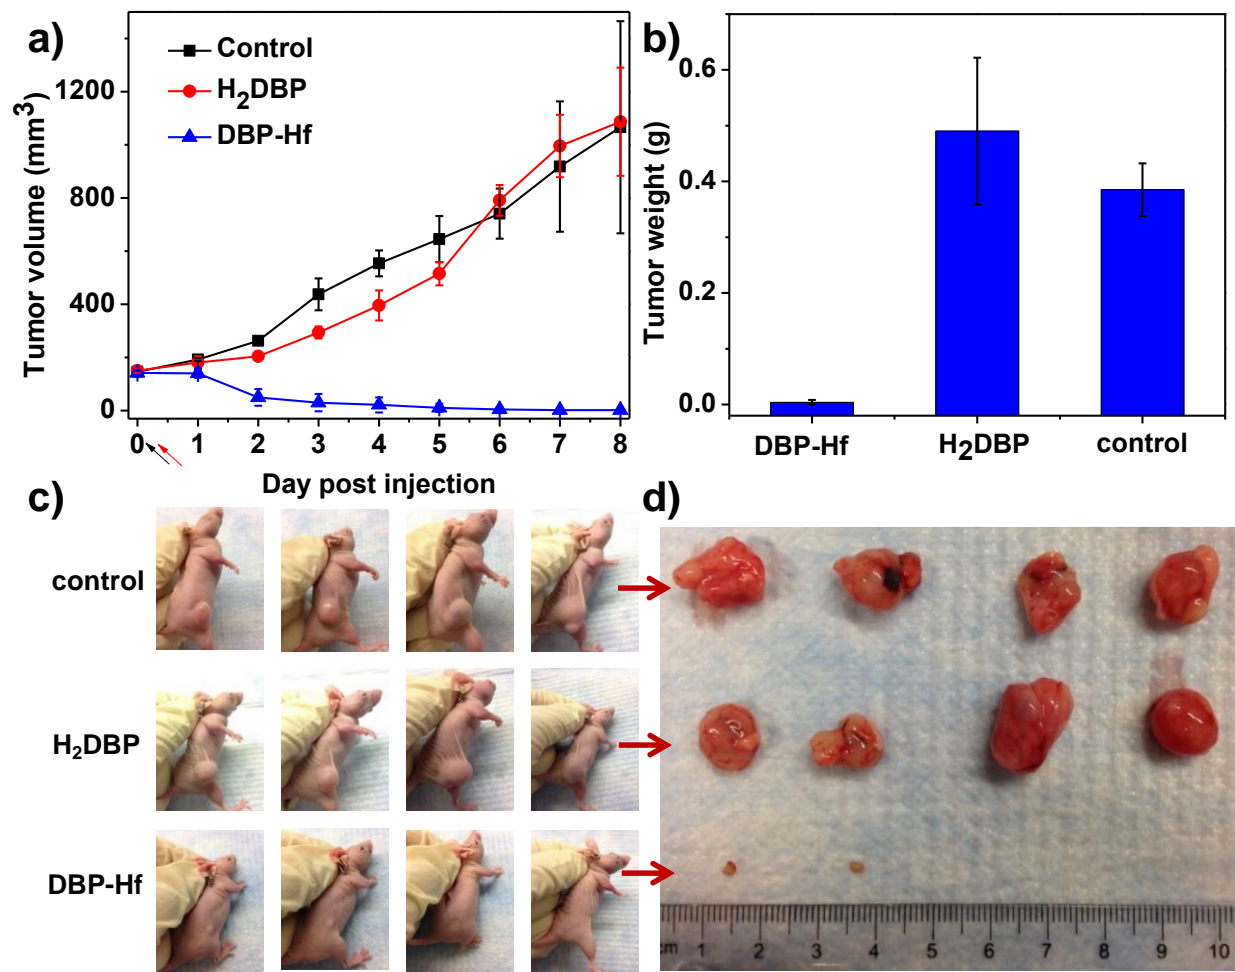 a)
Control
H2DBP
DBP-Hf
Tumor volume (mm3)
1200
800
400
0
0 1 2 3 4 5 6 7 8
Day post injection
b)
Tumor weight (g)
0.6
0.4
0.2
0.0
DBP-Hf H2DBP control
c)
control
H2DBP
DBP-Hf
d)
cm 1 2 3 4 5 6 7 8 9 10